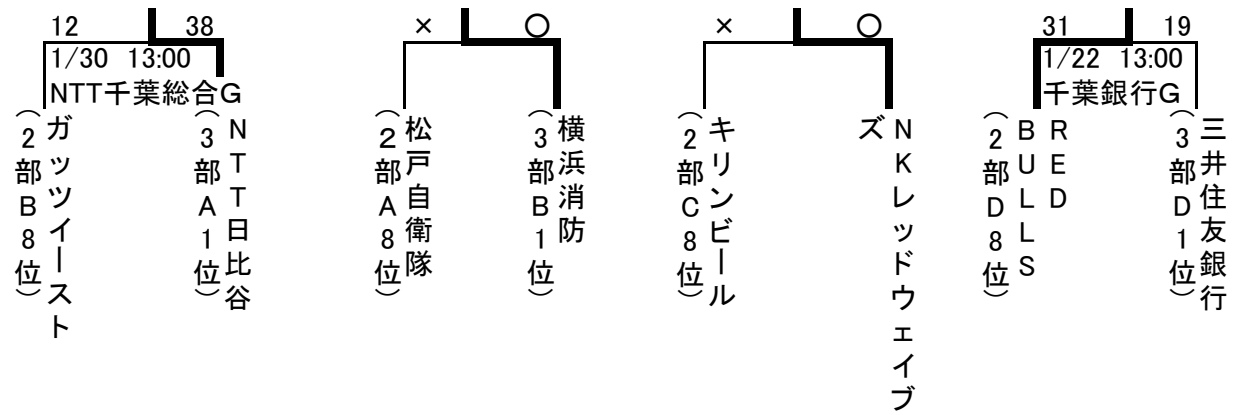 12 38
1/30 13:00
NTT千葉総合G
ガッツイースト
(2部B8位)
NTT日比谷
(3部A1位)
× ○
松戸自衛隊
(2部A8位)
横浜消防
(3部B1位)
× ○
キリンビール
(2部C8位)
NKレッドウェイブズ
31 19
1/22 13:00
千葉銀行G
RED
BULLS
(2部D8位)
三井住友銀行
(3部D1位)